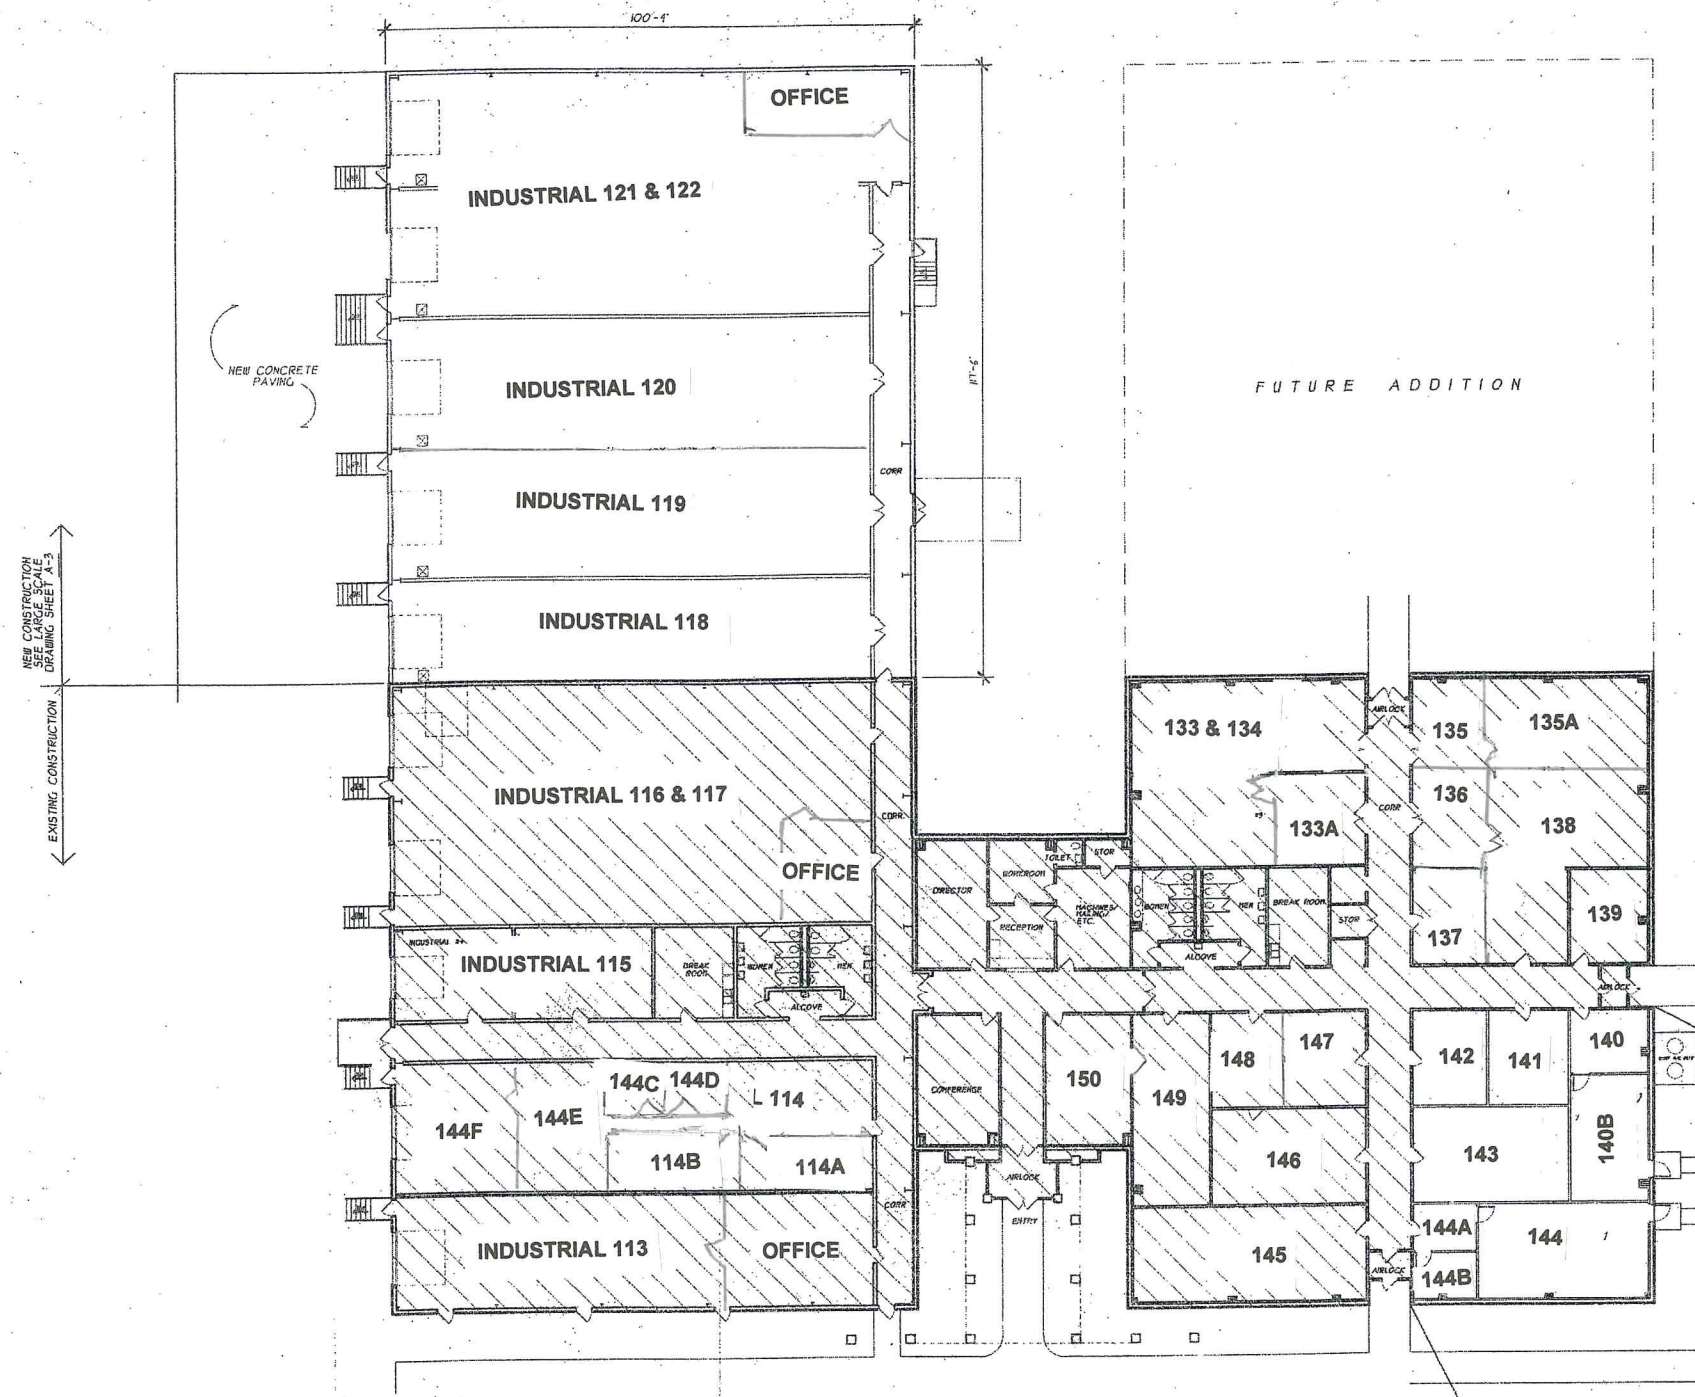 100'-4"
OFFICE
INDUSTRIAL 121 & 122
NEW CONCRETE
PAVING
INDUSTRIAL 120
FUTURE ADDITION
CORR
INDUSTRIAL 119
INDUSTRIAL 118
NEW CONSTRUCTION
SEE LARGE SCALE
DRAWING SHEET A-3
EXISTING CONSTRUCTION
INDUSTRIAL 116 & 117
CORR.
OFFICE
133 & 134
AIRLOCK
135
135A
136
CORR
133A
138
TOILET
STOR
WORKROOM
DIRECTOR
MACHINES/
MAILING/
ETC.
WOMEN
MEN
BREAK ROOM
STOR
139
RECEPTION
137
ALCOVE
AIRLOCK
INDUSTRIAL 115
BREAK
ROOM
WOMEN
MEN
ALCOVE
144C
144D
114
144F
144E
114B
114A
CONFERENCE
150
149
148
147
142
141
140
146
143
140B
AIRLOCK
ENTRY
CORR
INDUSTRIAL 113
OFFICE
145
144A
144
AIRLOCK
144B